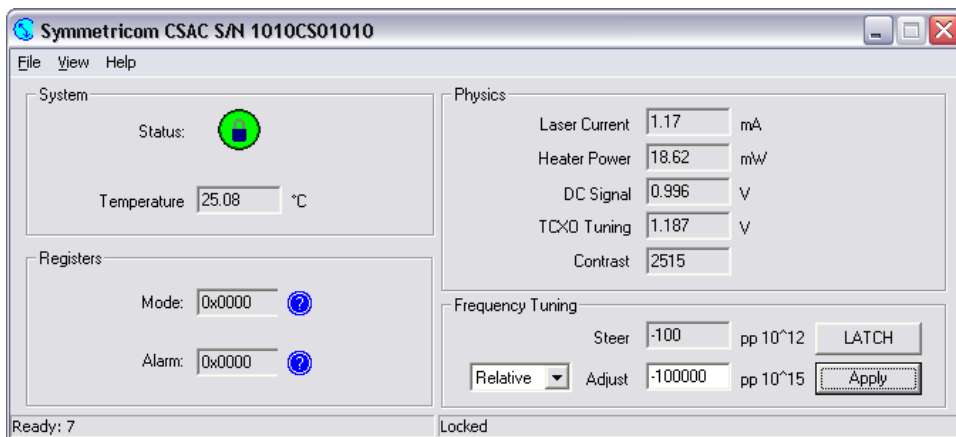 Symmetricom CSAC S/N 1010CS01010
File View Help
System
Status:
Temperature 25.08 °C
Registers
Mode: 0x0000 ?
Alarm: 0x0000 ?
Physics
Laser Current 1.17 mA
Heater Power 18.62 mW
DC Signal 0.996 V
TCXO Tuning 1.187 V
Contrast 2515
Frequency Tuning
Steer -100 pp 10^12 LATCH
Relative Adjust -100000 pp 10^15 Apply
Ready: 7 Locked